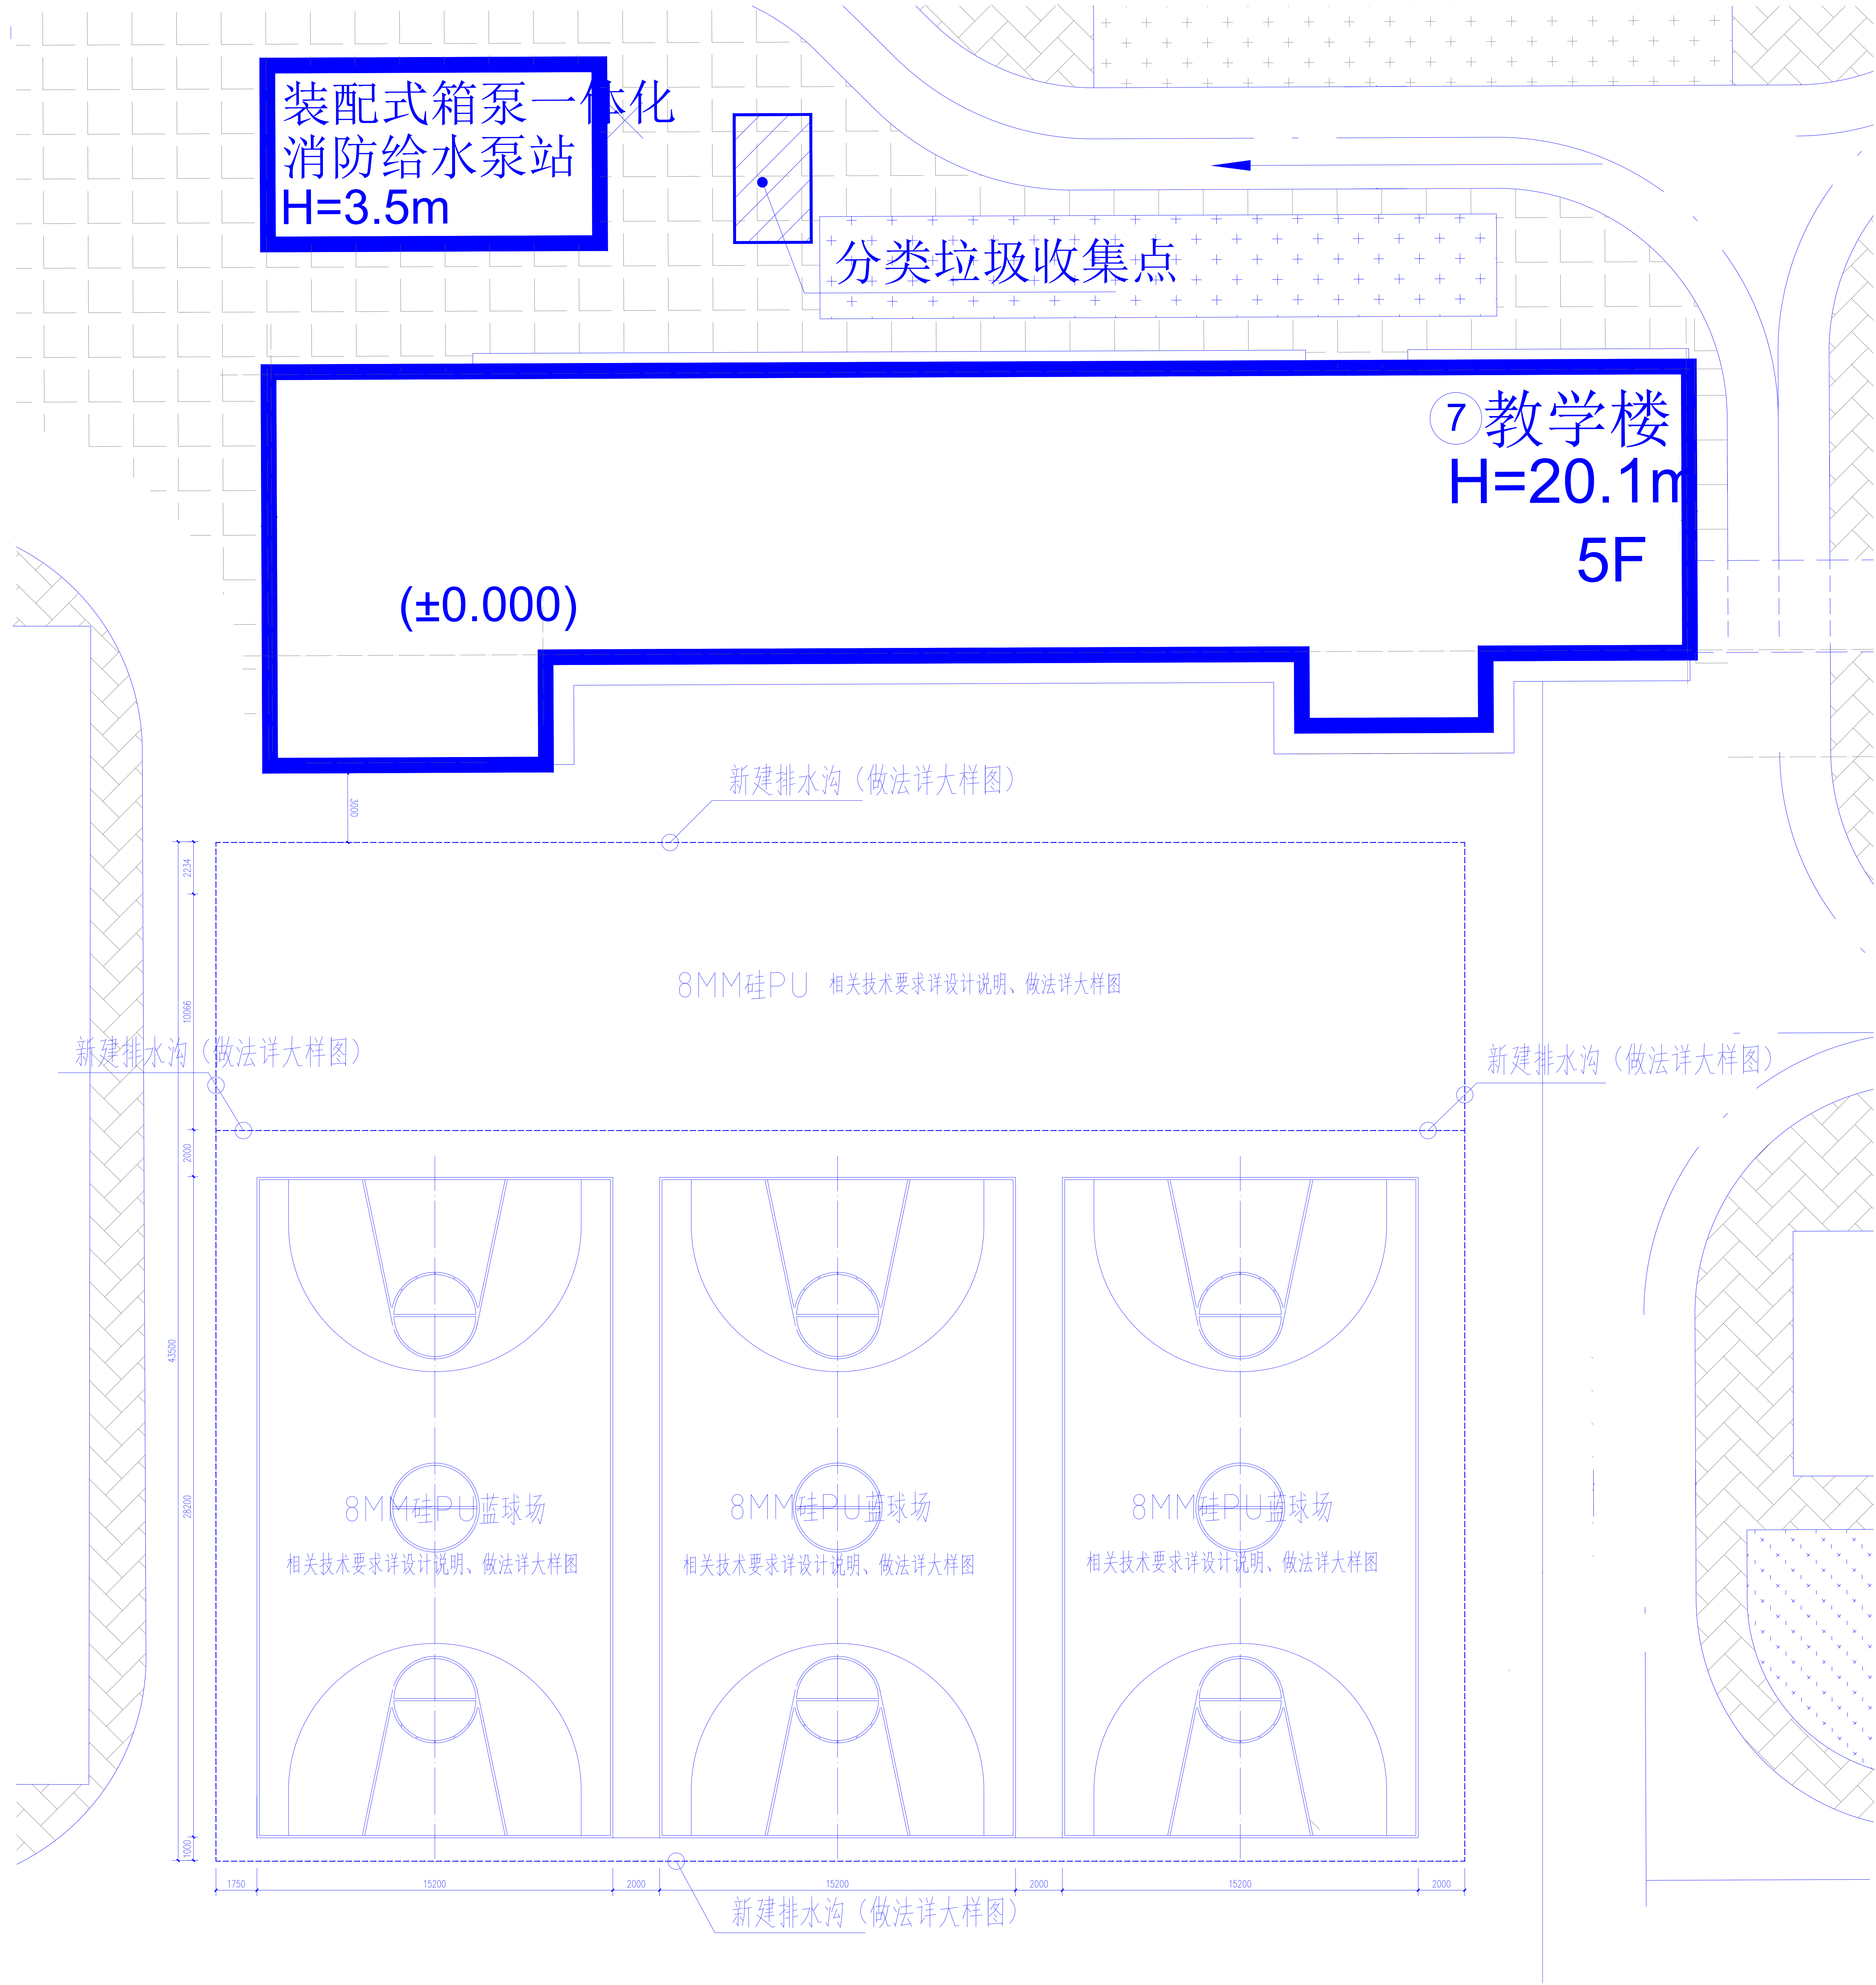 装配式箱泵一体化
消防给水泵站
H=3.5m
分类垃圾收集点
7 教学楼
H=20.1m
5F
(±0.000)
3000
新建排水沟（做法详大样图）
2234
10066
2000
43500
28200
1000
8MM硅PU 相关技术要求详设计说明、做法详大样图
新建排水沟（做法详大样图）
新建排水沟（做法详大样图）
8MM硅PU蓝球场
相关技术要求详设计说明、做法详大样图
8MM硅PU蓝球场
相关技术要求详设计说明、做法详大样图
8MM硅PU蓝球场
相关技术要求详设计说明、做法详大样图
1750 15200 2000 15200 2000 15200 2000
新建排水沟（做法详大样图）